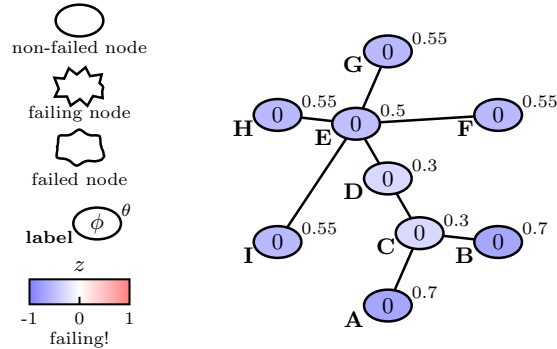 non-failed node
failing node
failed node
label ϕ θ
z
-1 0 1
failing!
G 0 0.55
H 0 0.55
E 0 0.5
F 0 0.55
D 0 0.3
C 0 0.3
B 0 0.7
I 0 0.55
A 0 0.7